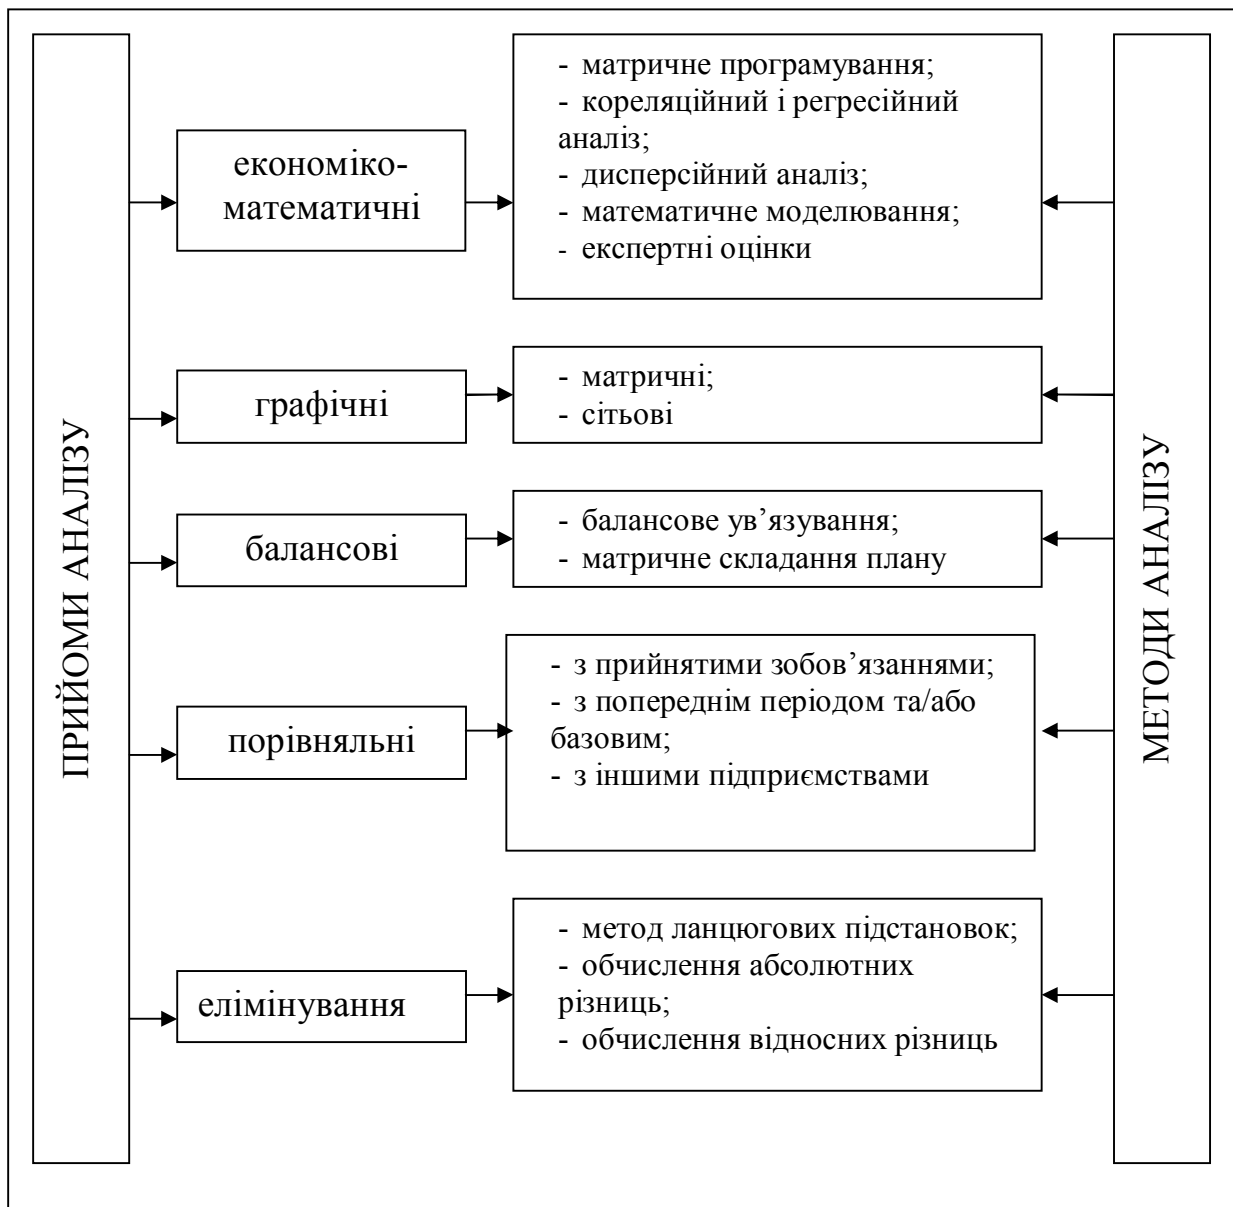 ПРИЙОМИ АНАЛІЗУ
економіко-
математичні
- матричне програмування;
- кореляційний і регресійний
аналіз;
- дисперсійний аналіз;
- математичне моделювання;
- експертні оцінки
графічні
- матричні;
- сітьові
балансові
- балансове ув’язування;
- матричне складання плану
порівняльні
- з прийнятими зобов’язаннями;
- з попереднім періодом та/або
базовим;
- з іншими підприємствами
елімінування
- метод ланцюгових підстановок;
- обчислення абсолютних
різниць;
- обчислення відносних різниць
МЕТОДИ АНАЛІЗУ